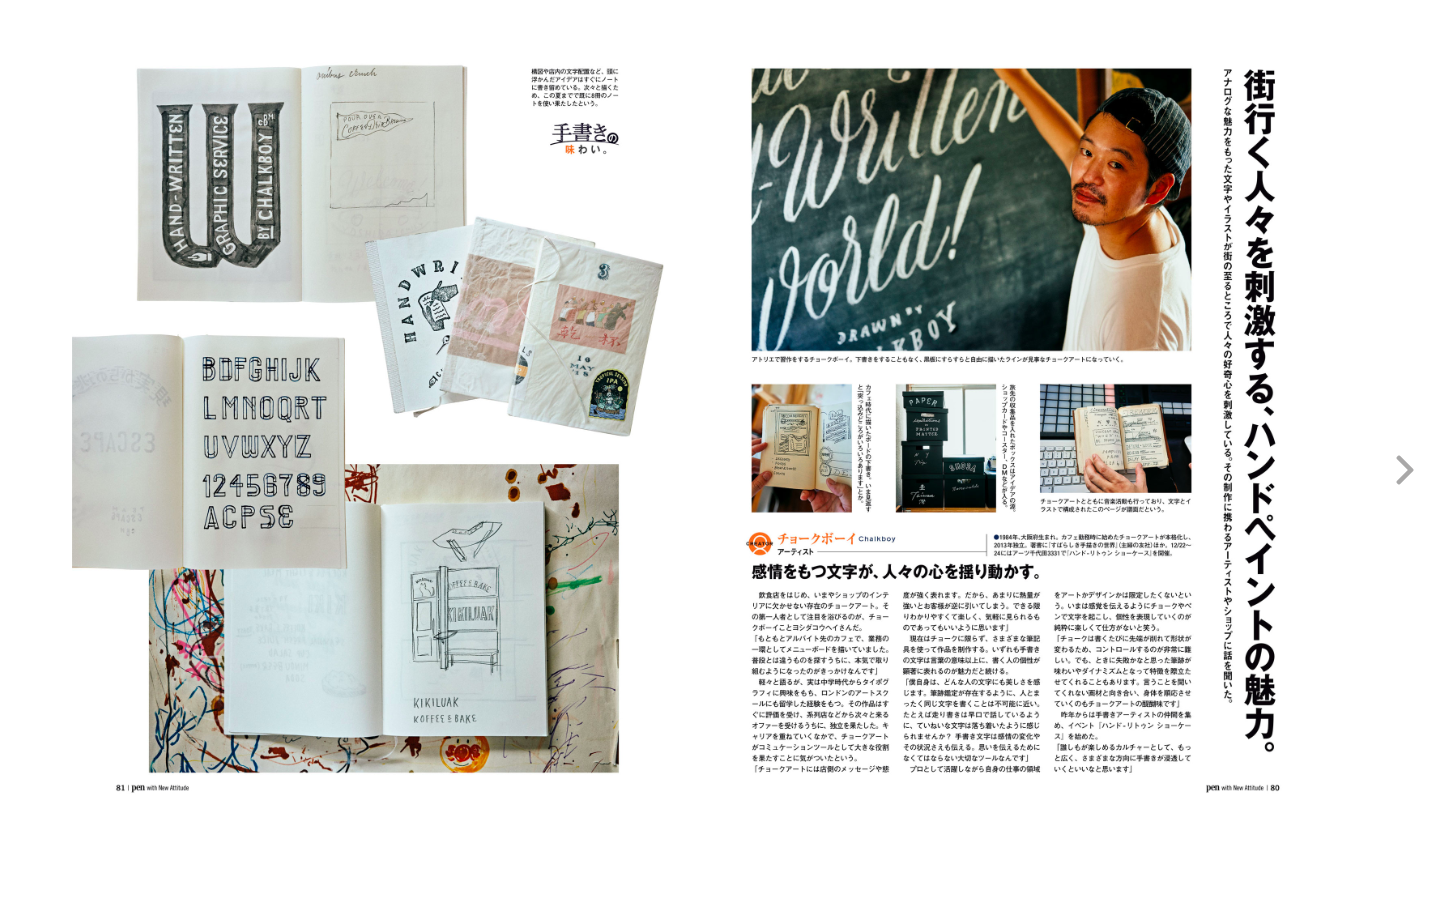 街行く人々を刺激する、ハンドペイントの魅力。
アナログな魅力をもった文字やイラストが街の至るところで人々の好奇心を刺激している。その制作に携わるアーティストやショップに話を聞いた。
-Written
World!
DRAWN BY
アトリエで習作をするチョークボーイ。下書きをすることもなく、黒板にすらすらと自由に描いたラインが見事なチョークアートになっていく。
チョークアートとともに音楽活動も行っており、文字とイ
ラストで構成されたこのページが譜面だという。
旅先の収集品を入れたボックスはアイデアの源。
ショップカードやコースター、DMなどが入る。
PAPER
PRINTED
MATTER
カフェ時代に描いたボードの下書き。いま見返す
と「突っ込みどころがいろいろあります」とか。
CREATOR
チョークボーイ Chalkboy
アーティスト
●1984年、大阪府生まれ。カフェ勤務時に始めたチョークアートが本格化し、
2013年独立。著書に『すばらしき手描きの世界』（主婦の友社）ほか。12/22〜
24にはアーツ千代田3331で「ハンド-リトゥン ショーケース」を開催。
感情をもつ文字が、人々の心を揺り動かす。
飲食店をはじめ、いまやショップのインテ
リアに欠かせない存在のチョークアート。そ
の第一人者として注目を浴びるのが、チョー
クボーイことヨシダコウヘイさんだ。
「もともとアルバイト先のカフェで、業務の
一環としてメニューボードを描いていました。
普段とは違うものを探すうちに、本気で取り
組むようになったのがきっかけなんです」
軽々と語るが、実は中学時代からタイポグ
ラフィに興味をもち、ロンドンのアートスク
ールにも留学した経験をもつ。その作品はす
ぐに評価を受け、系列店などから次々と来る
オファーを受けるうちに、独立を果たした。キ
ャリアを重ねていくなかで、チョークアート
がコミュケーションツールとして大きな役割
を果たすことに気がついたという。
「チョークアートには店側のメッセージや態
度が強く表れます。だから、あまりに熱量が
強いとお客様が逆に引いてしまう。できる限
りわかりやすくて楽しく、気軽に見られるも
のであってもいいように思います」
現在はチョークに限らず、さまざまな筆記
具を使って作品を制作する。いずれも手書き
の文字は言葉の意味以上に、書く人の個性が
顕著に表れるのが魅力だと続ける。
「僕自身は、どんな人の文字にも美しさを感
じます。筆跡鑑定が存在するように、人とま
ったく同じ文字を書くことは不可能に近い。
たとえば走り書きは早口で話しているよう
に、ていねいな文字は落ち着いたように感じ
られませんか？ 手書き文字は感情の変化や
その状況さえも伝える。思いを伝えるために
なくてはならない大切なツールなんです」
プロとして活躍しながら自身の仕事の領域
をアートかデザインかは限定したくないとい
う。いまは感覚を伝えるようにチョークやペ
ンで文字を起こし、個性を表現していくのが
純粋に楽しくて仕方がないと笑う。
「チョークは書くたびに先端が削れて形状が
変わるため、コントロールするのが非常に難
しい。でも、ときに失敗かなと思った筆跡が
味わいやダイナミズムとなって特徴を際立た
せてくれることもあります。言うことを聞い
てくれない画材と向き合い、身体を順応させ
ていくのもチョークアートの醍醐味です」
昨年からは手書きアーティストの仲間を集
め、イベント「ハンド-リトゥン ショーケー
ス」を始めた。
「誰しもが楽しめるカルチャーとして、もっ
と広く、さまざまな方向に手書きが浸透して
いくといいなと思います」
pen with New Attitude | 80
構図や店内の文字配置など、頭に
浮かんだアイデアはすぐにノート
に書き留めている。次々と描くた
め、この夏までで既に8冊のノー
トを使い果たしたという。
手書きの
味わい。
HAND-WRITTEN
GRAPHIC SERVICE
BY CHALKBOY
HANDWRI
3
乾杯
10
MAY
'18
IPA
BDFGHIJK
LMNOQRT
UVWXYZ
12456789
ACPSE
ESCAPE
KOFFEE & BAKE
KIKILUAK
KIKILUAK
KOFFEE & BAKE
81 | pen with New Attitude